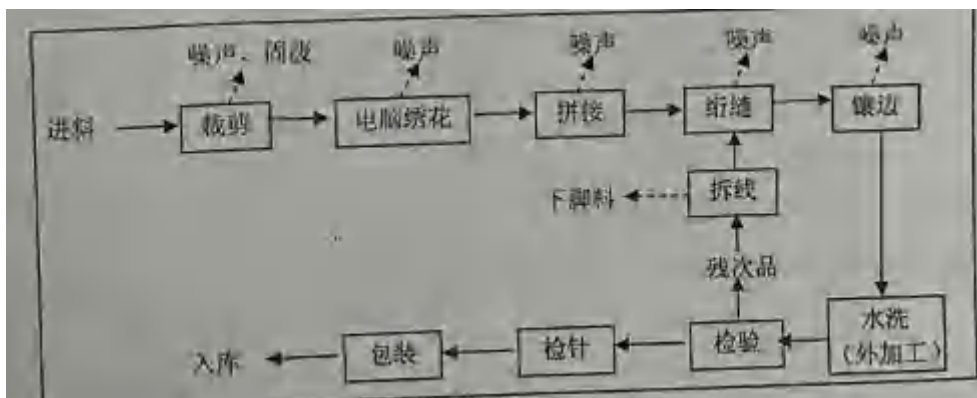 噪声、固废
噪声
噪声
噪声
噪声
进料
裁剪
电脑绣花
拼接
绗缝
镶边
下脚料
拆线
残次品
水洗
（外加工）
入库
包装
检针
检验